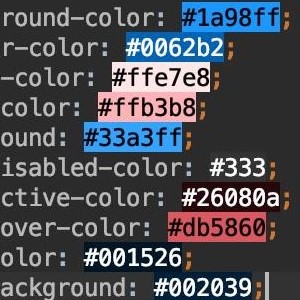 round-color: #1a98ff;
r-color: #0062b2;
-color: #ffe7e8;
color: #ffb3b8;
ound: #33a3ff;
isabled-color: #333;
ctive-color: #26080a;
over-color: #db5860;
olor: #001526;
ackground: #002039;